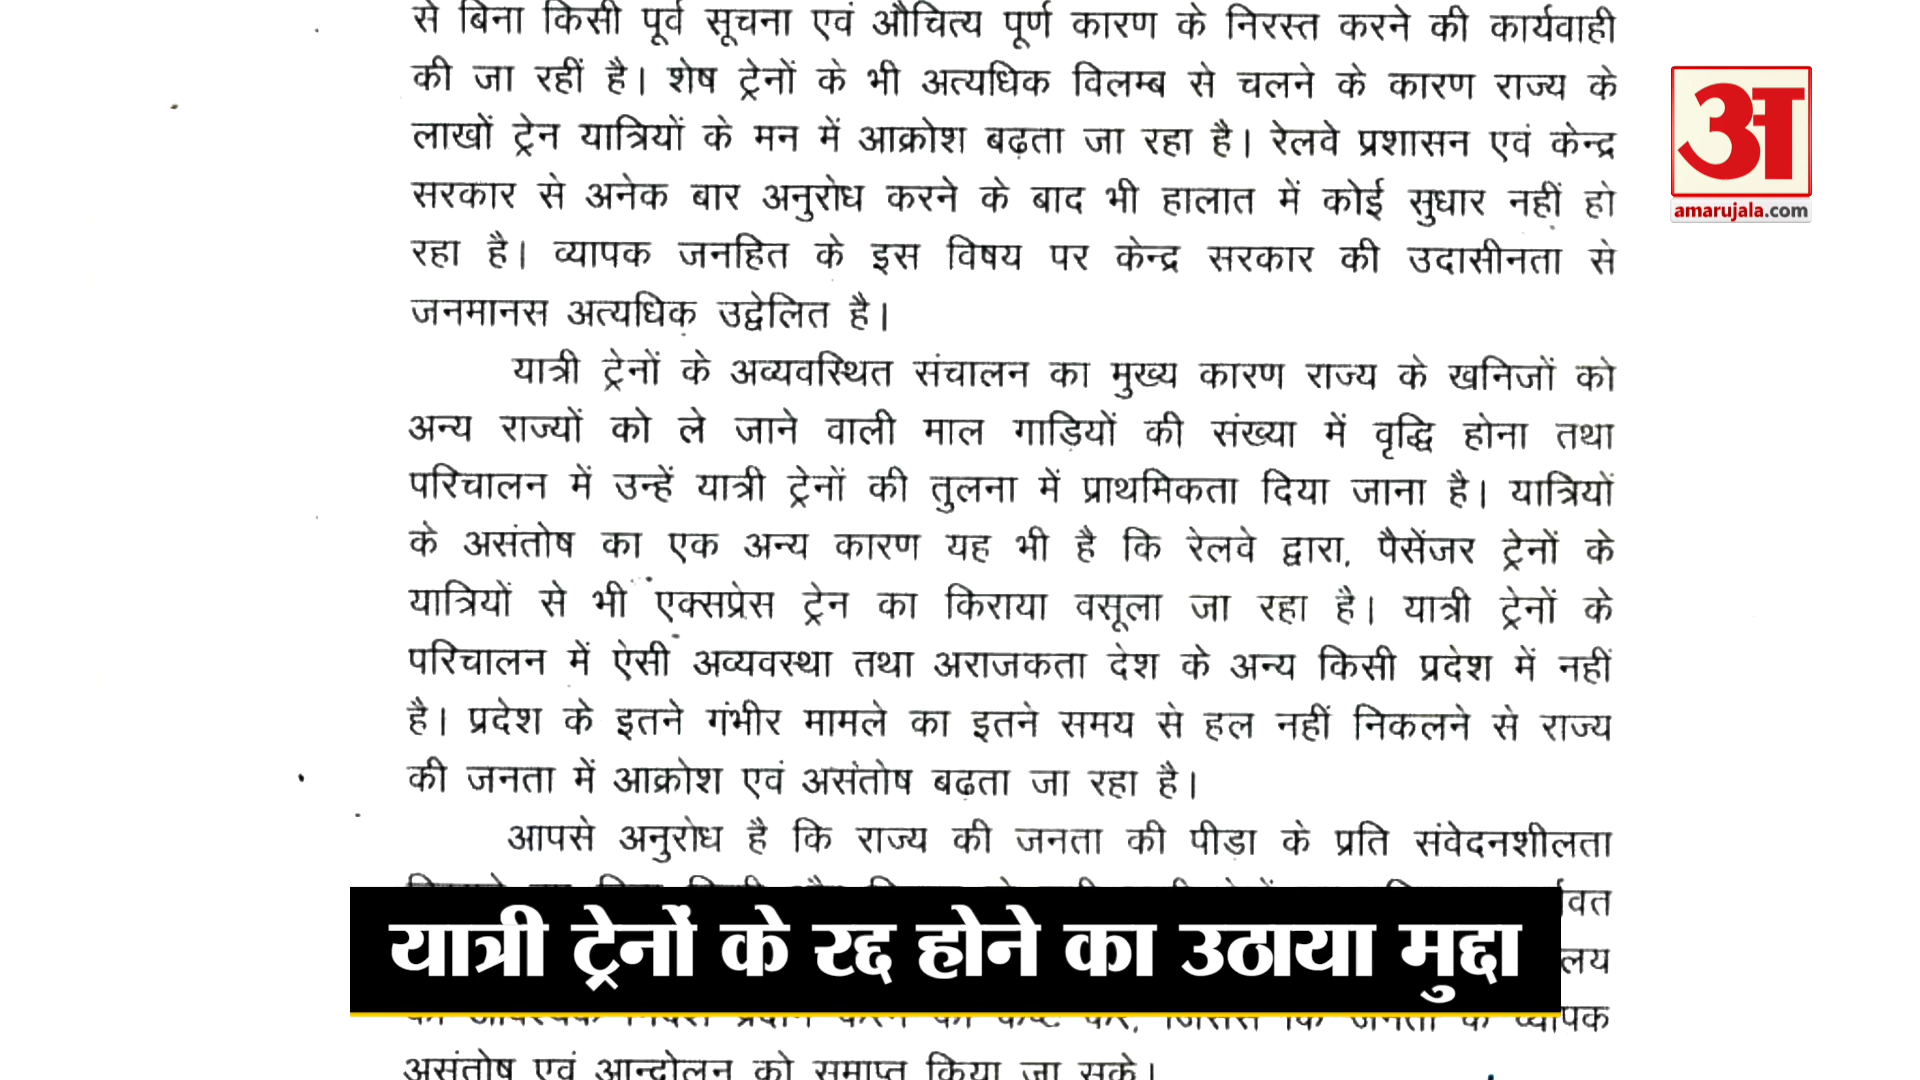 से बिना किसी पूर्व सूचना एवं औचित्य पूर्ण कारण के निरस्त करने की कार्यवाही
की जा रहीं है। शेष ट्रेनों के भी अत्यधिक विलम्ब से चलने के कारण राज्य के
लाखों ट्रेन यात्रियों के मन में आक्रोश बढ़ता जा रहा है। रेलवे प्रशासन एवं केन्द्र
सरकार से अनेक बार अनुरोध करने के बाद भी हालात में कोई सुधार नहीं हो
रहा है। व्यापक जनहित के इस विषय पर केन्द्र सरकार की उदासीनता से
जनमानस अत्यधिक उद्वेलित है।
यात्री ट्रेनों के अव्यवस्थित संचालन का मुख्य कारण राज्य के खनिजों को
अन्य राज्यों को ले जाने वाली माल गाड़ियों की संख्या में वृद्धि होना तथा
परिचालन में उन्हें यात्री ट्रेनों की तुलना में प्राथमिकता दिया जाना है। यात्रियों
के असंतोष का एक अन्य कारण यह भी है कि रेलवे द्वारा, पैसेंजर ट्रेनों के
यात्रियों से भी एक्सप्रेस ट्रेन का किराया वसूला जा रहा है। यात्री ट्रेनों के
परिचालन में ऐसी अव्यवस्था तथा अराजकता देश के अन्य किसी प्रदेश में नहीं
है। प्रदेश के इतने गंभीर मामले का इतने समय से हल नहीं निकलने से राज्य
की जनता में आक्रोश एवं असंतोष बढ़ता जा रहा है।
आपसे अनुरोध है कि राज्य की जनता की पीडा के प्रति संवेदनशीलता
यात्री ट्रेनों के रद्द होने का उठाया मुद्दा
असंतोष एवं आन्दोलन को समाप्त किया जा सके।
अ
amarujala.com